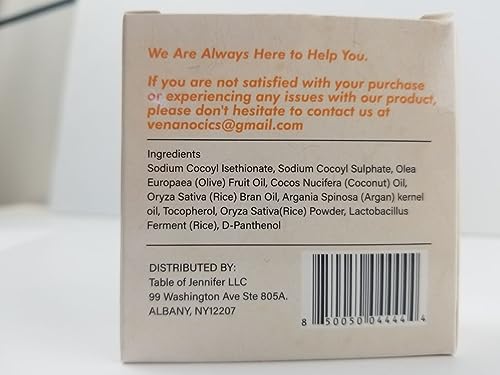 We Are Always Here to Help You.
If you are not satisfied with your purchase
or experiencing any issues with our product,
please don't hesitate to contact us at
venanocics@gmail.com
Ingredients
Sodium Cocoyl Isethionate, Sodium Cocoyl Sulphate, Olea
Europaea (Olive) Fruit Oil, Cocos Nucifera (Coconut) Oil,
Oryza Sativa (Rice) Bran Oil, Argania Spinosa (Argan) kernel
oil, Tocopherol, Oryza Sativa(Rice) Powder, Lactobacillus
Ferment (Rice), D-Panthenol
DISTRIBUTED BY:
Table of Jennifer LLC
99 Washington Ave Ste 805A.
ALBANY, NY12207
8 50050 04444 4